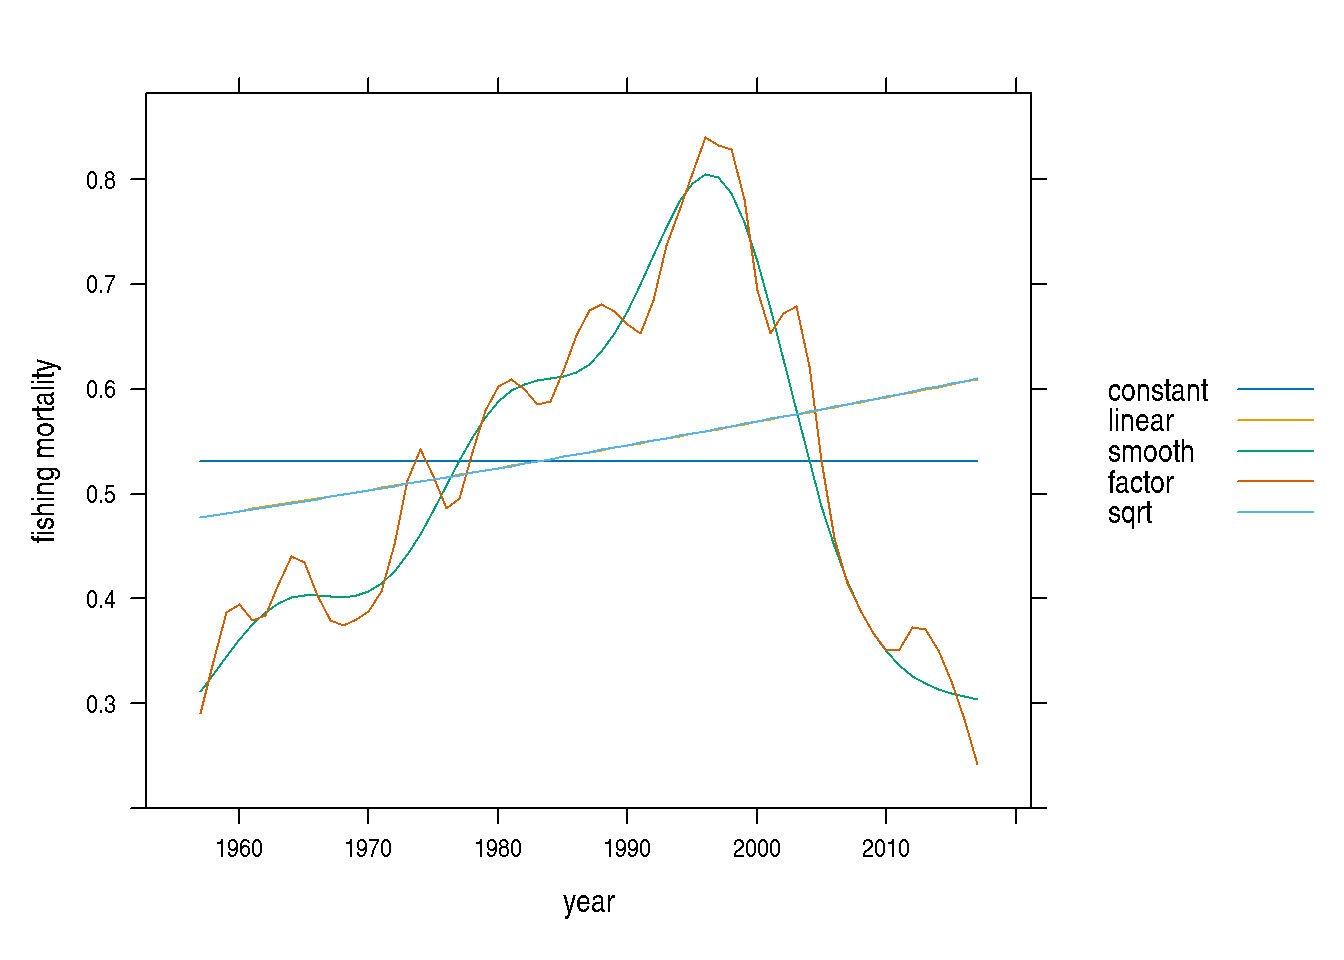 0.8
0.7
0.6
0.5
0.4
0.3
fishing mortality
1960 1970 1980 1990 2000 2010
year
constant
linear
smooth
factor
sqrt